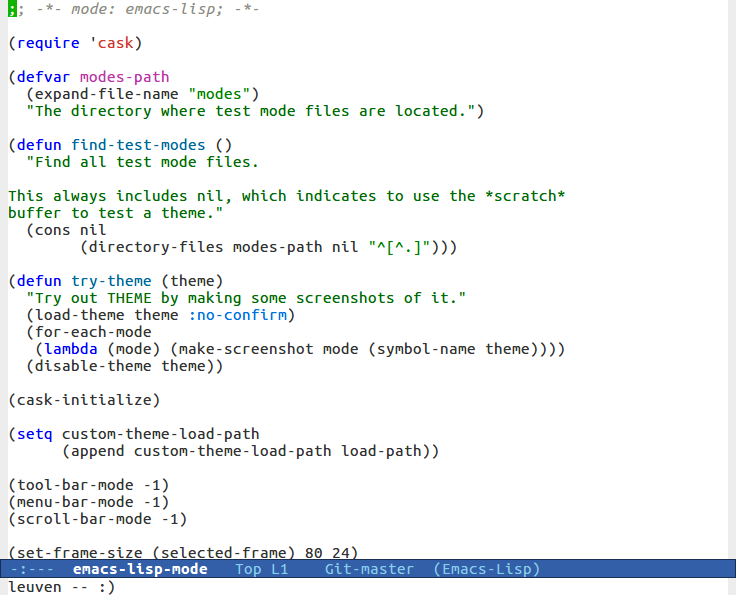 ;; -*- mode: emacs-lisp; -*-

(require 'cask)

(defvar modes-path
  (expand-file-name "modes")
  "The directory where test mode files are located.")

(defun find-test-modes ()
  "Find all test mode files.

This always includes nil, which indicates to use the *scratch*
buffer to test a theme."
  (cons nil
        (directory-files modes-path nil "^[^.]")))

(defun try-theme (theme)
  "Try out THEME by making some screenshots of it."
  (load-theme theme :no-confirm)
  (for-each-mode
   (lambda (mode) (make-screenshot mode (symbol-name theme))))
  (disable-theme theme))

(cask-initialize)

(setq custom-theme-load-path
      (append custom-theme-load-path load-path))

(tool-bar-mode -1)
(menu-bar-mode -1)
(scroll-bar-mode -1)

(set-frame-size (selected-frame) 80 24)
-:---  emacs-lisp-mode   Top L1    Git-master  (Emacs-Lisp)
leuven -- :)